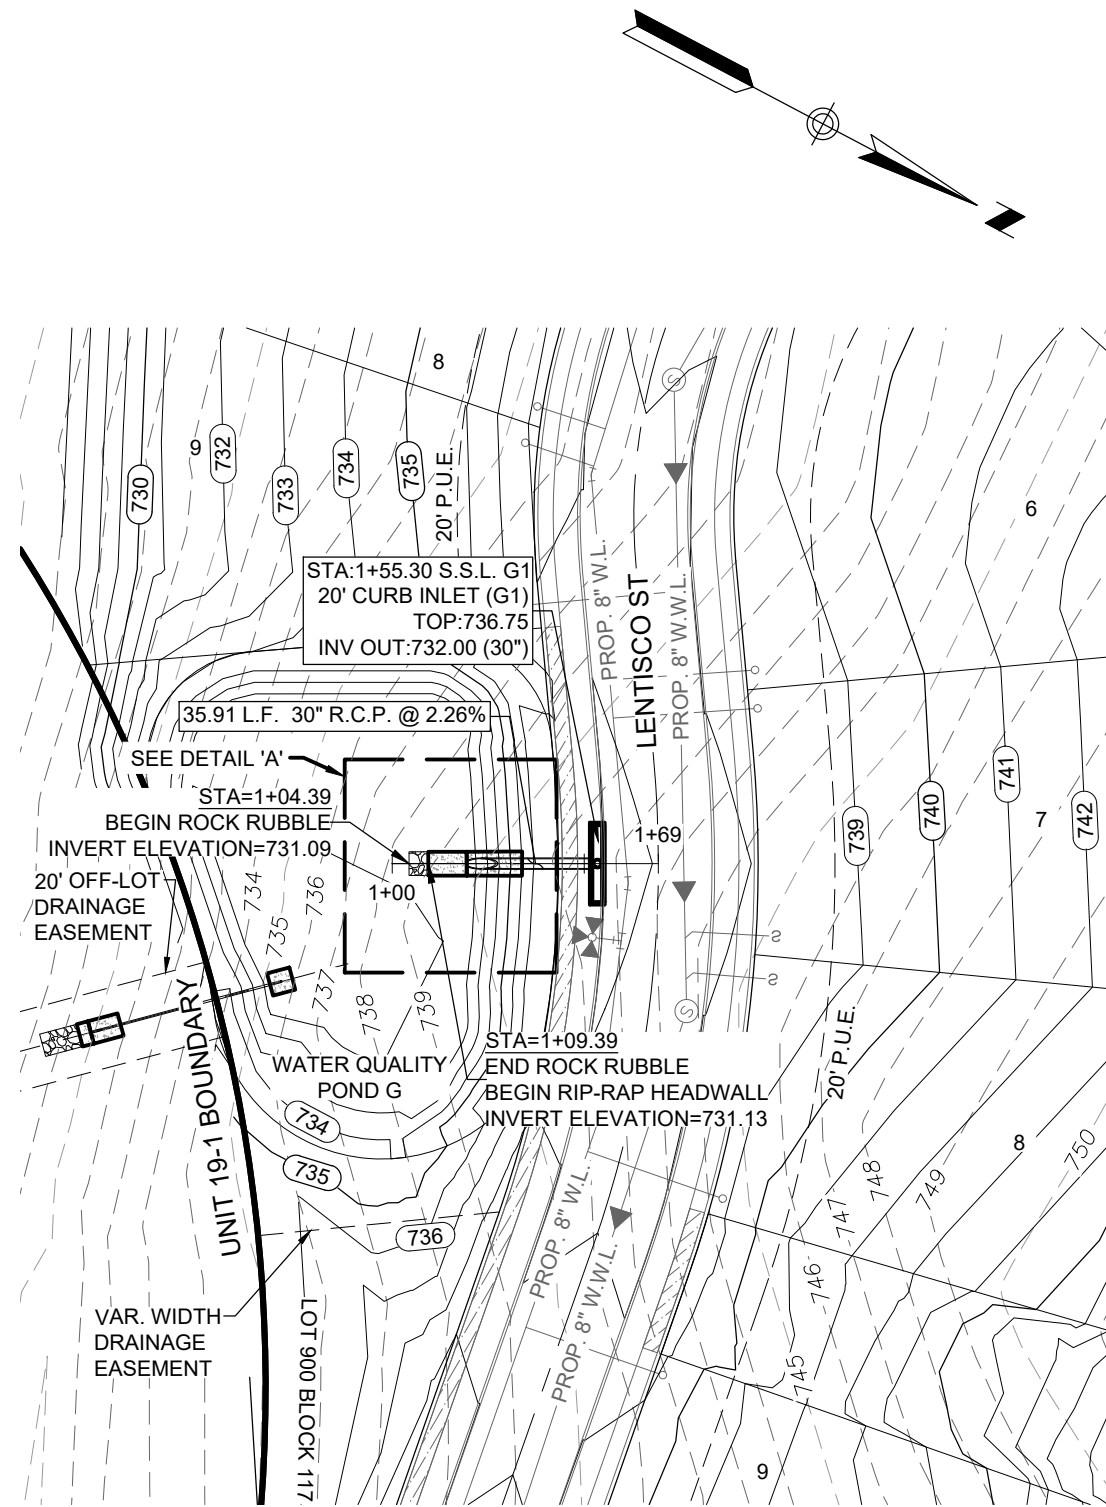 N
8
9
732
734
735
730
733
20' P.U.E.
6
STA:1+55.30 S.S.L. G1
20' CURB INLET (G1)
TOP:736.75
INV OUT:732.00 (30")
PROP. 8" W.L.
LENTISCO ST
PROP. 8" W.W.L.
S
35.91 L.F. 30" R.C.P. @ 2.26%
SEE DETAIL 'A'
STA=1+04.39
BEGIN ROCK RUBBLE
INVERT ELEVATION=731.09
1+00
1+69
739
740
741
7
742
20' OFF-LOT
DRAINAGE
EASEMENT
734
735
736
737
738
739
S
S
S
UNIT 19-1 BOUNDARY
WATER QUALITY
POND G
STA=1+09.39
END ROCK RUBBLE
BEGIN RIP-RAP HEADWALL
INVERT ELEVATION=731.13
20' P.U.E.
734
735
736
8
750
749
748
747
746
745
PROP. 8" W.L.
PROP. 8" W.W.L.
VAR. WIDTH
DRAINAGE
EASEMENT
LOT 900 BLOCK 117
9